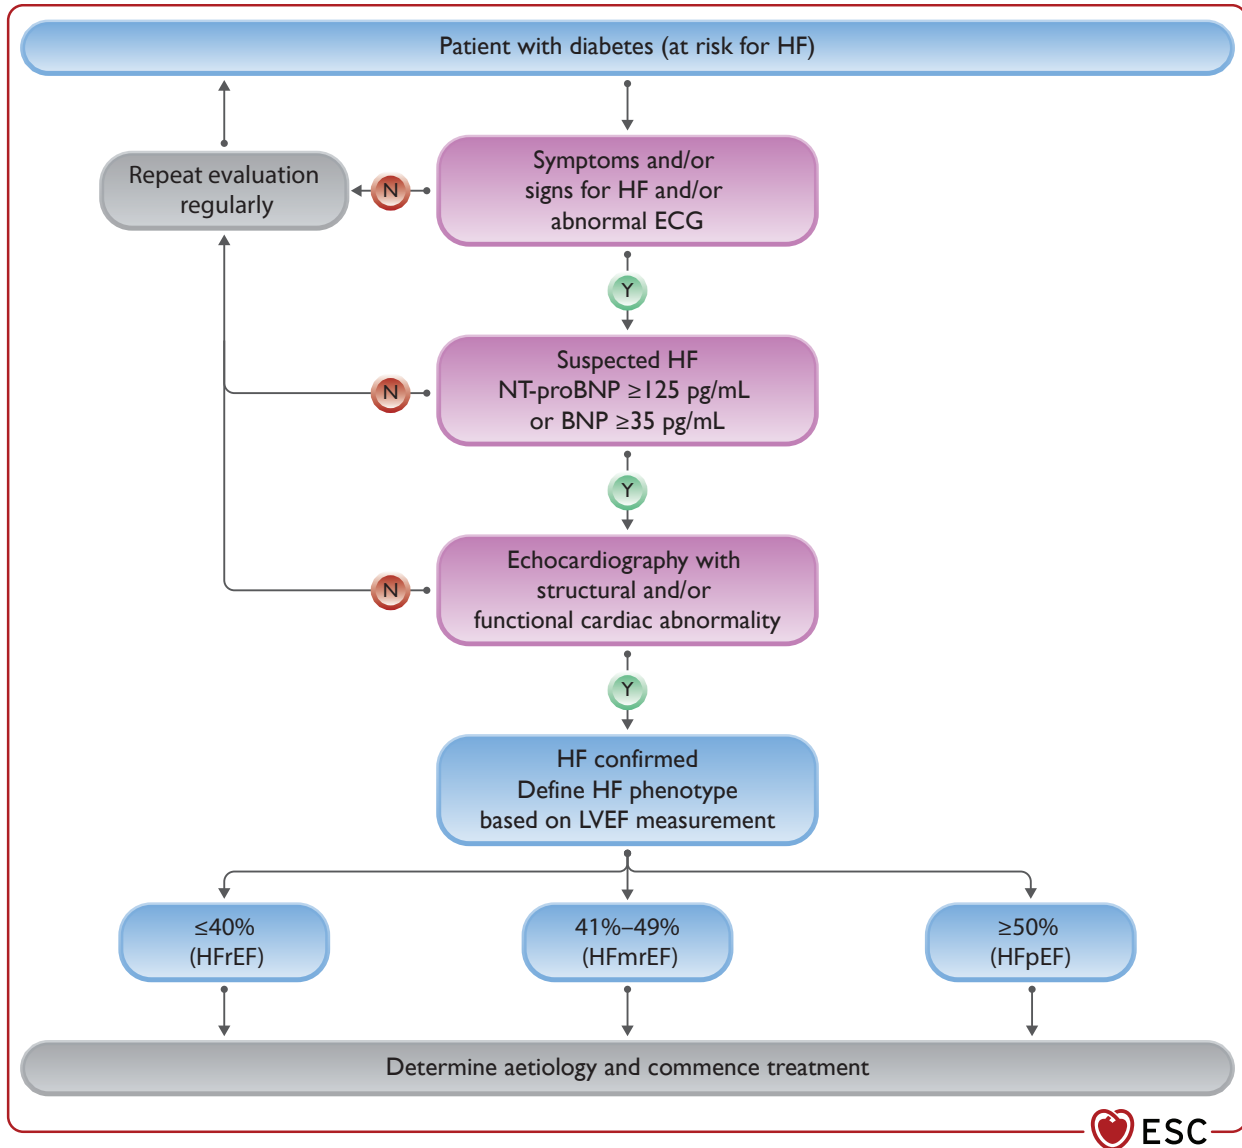 Patient with diabetes (at risk for HF)
Symptoms and/or
signs for HF and/or
abnormal ECG
N
Repeat evaluation
regularly
Y
Suspected HF
NT-proBNP ≥125 pg/mL
or BNP ≥35 pg/mL
N
Y
Echocardiography with
structural and/or
functional cardiac abnormality
N
Y
HF confirmed
Define HF phenotype
based on LVEF measurement
≤40%
(HFrEF)
41%–49%
(HFmrEF)
≥50%
(HFpEF)
Determine aetiology and commence treatment
ESC